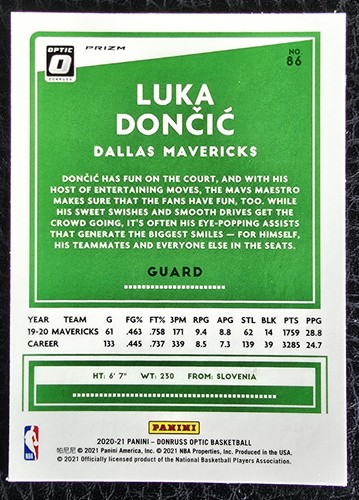 OPTIC
DONRUSS
PRIZM
NO.
86
LUKA
DONČIĆ
DALLAS MAVERICKS
DONČIĆ HAS FUN ON THE COURT, AND WITH HIS
HOST OF ENTERTAINING MOVES, THE MAVS MAESTRO
MAKES SURE THAT THE FANS HAVE FUN, TOO. WHILE
HIS SWEET SWISHES AND SMOOTH DRIVES GET THE
CROWD GOING, IT'S OFTEN HIS EYE-POPPING ASSISTS
THAT GENERATE THE BIGGEST SMILES — FOR HIMSELF,
HIS TEAMMATES AND EVERYONE ELSE IN THE SEATS.
GUARD
YEAR TEAM G FG% FT% 3PM RPG APG STL BLK PTS PPG
19-20 MAVERICKS 61 .463 .758 171 9.4 8.8 62 14 1759 28.8
CAREER 133 .445 .737 339 8.5 7.3 139 39 3285 24.7
HT: 6' 7" WT: 230 FROM: SLOVENIA
PANINI
2020-21 PANINI – DONRUSS OPTIC BASKETBALL
帕尼尼 © 2021 Panini America, Inc. © 2021 NBA Properties, Inc. Produced in the USA.
© 2021 Officially licensed product of the National Basketball Players Association.
NBA